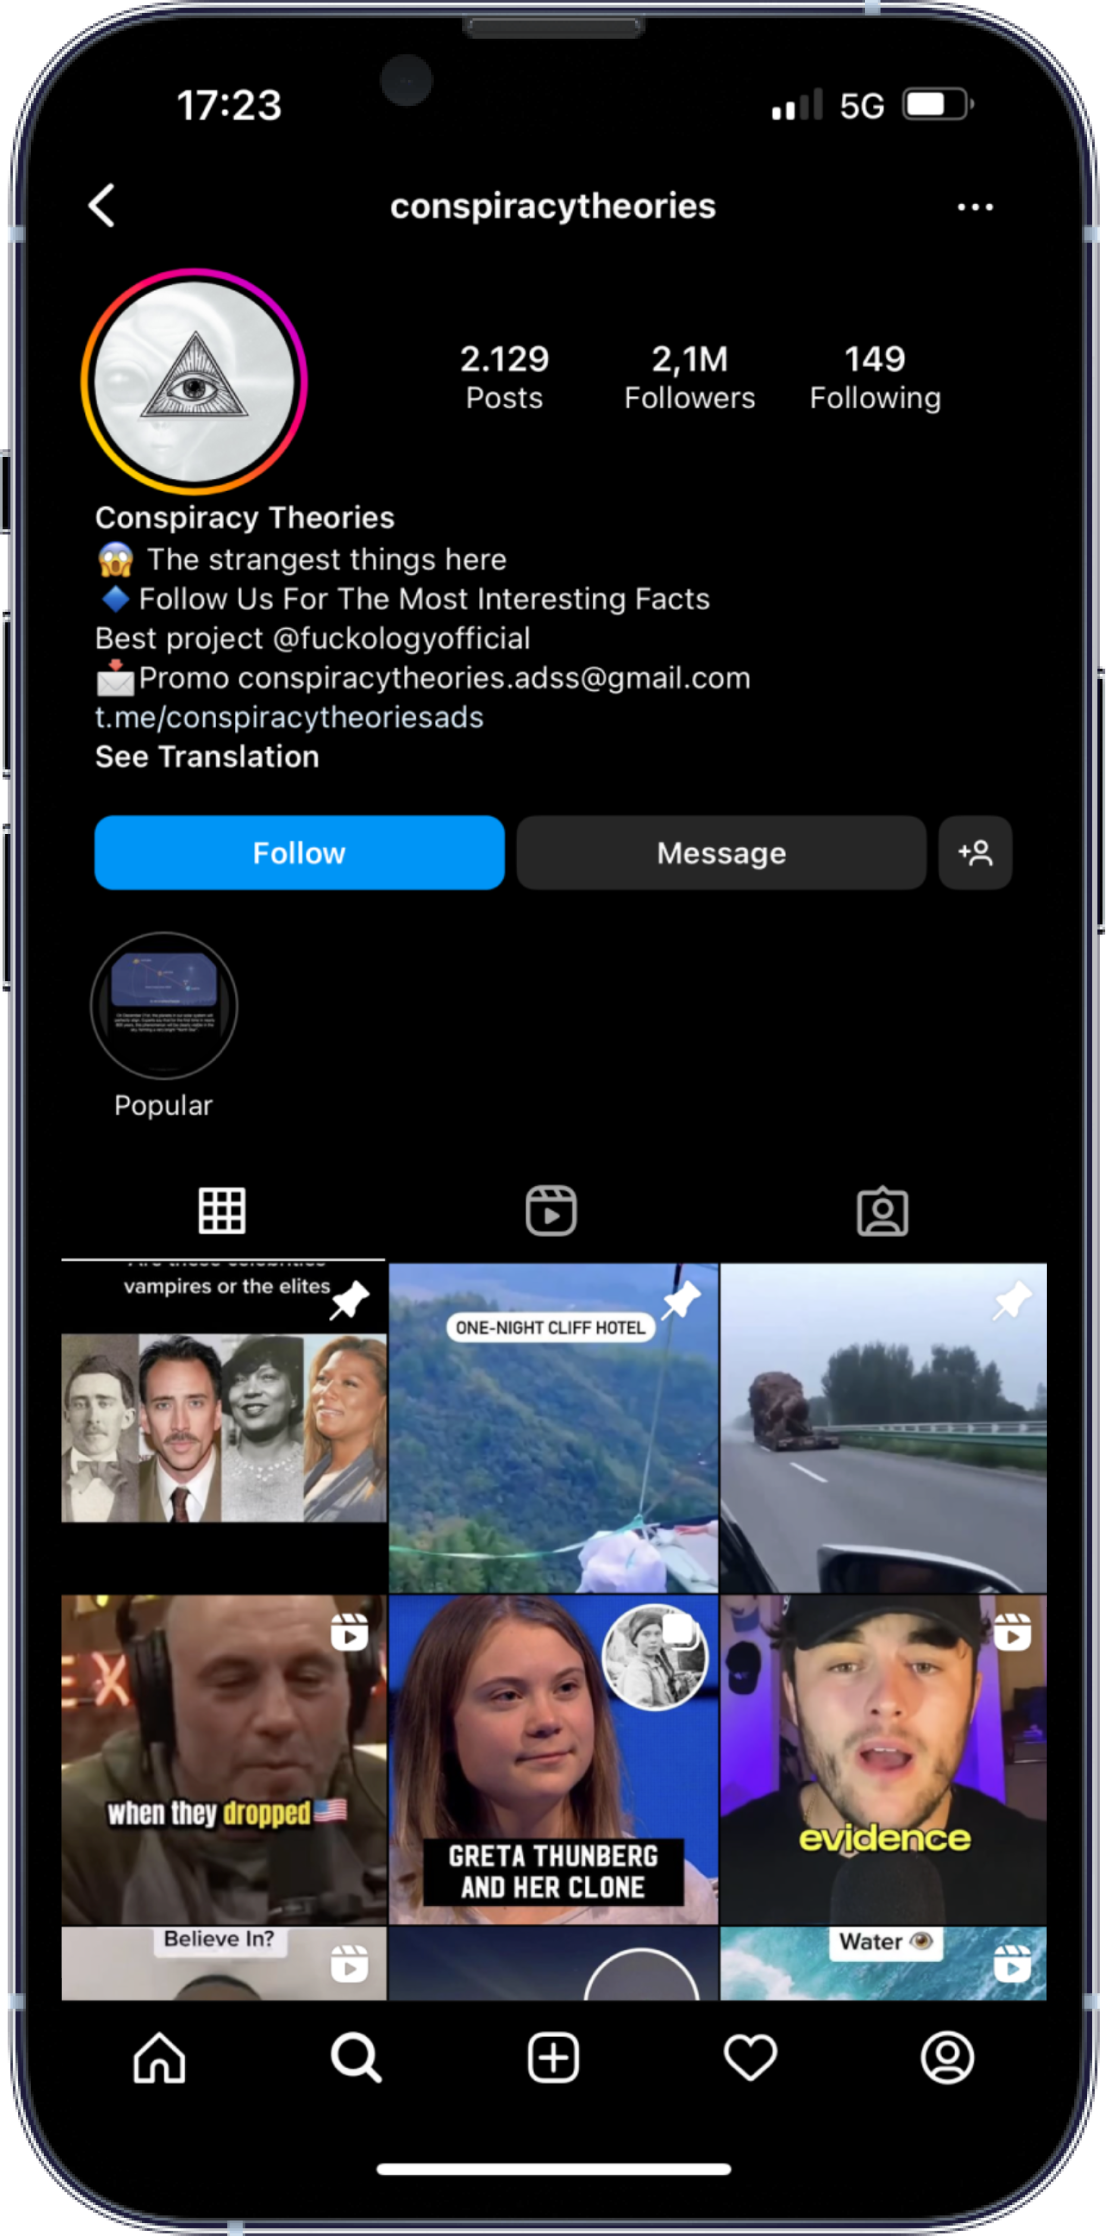 17:23
5G
conspiracytheories
2.129
Posts
2,1M
Followers
149
Following
Conspiracy Theories
😱 The strangest things here
🔷 Follow Us For The Most Interesting Facts
Best project @fuckologyofficial
📩Promo conspiracytheories.adss@gmail.com
t.me/conspiracytheoriesads
See Translation
Follow
Message
Popular
vampires or the elites
ONE-NIGHT CLIFF HOTEL
EX
when they dropped🇺🇸
GRETA THUNBERG
AND HER CLONE
evidence
Believe In?
Water 👁️